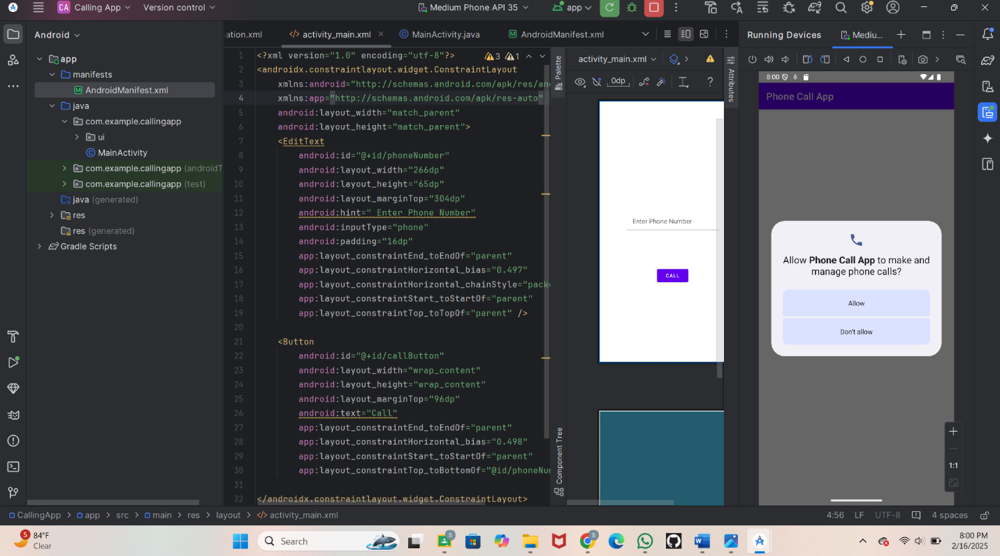 CA Calling App
Version control
Medium Phone API 35
app
Android
ation.xml
activity_main.xml
MainActivity.java
AndroidManifest.xml
Running Devices
Mediu...
app
manifests
AndroidManifest.xml
java
com.example.callingapp
ui
MainActivity
com.example.callingapp (androidT
com.example.callingapp (test)
java (generated)
res
res (generated)
Gradle Scripts
3 1
1 <?xml version="1.0" encoding="utf-8"?>
2 <androidx.constraintlayout.widget.ConstraintLayout
3 xmlns:android="http://schemas.android.com/apk/res/an
4 xmlns:app="http://schemas.android.com/apk/res-auto"
5 android:layout_width="match_parent"
6 android:layout_height="match_parent">
7 <EditText
8 android:id="@+id/phoneNumber"
9 android:layout_width="266dp"
10 android:layout_height="65dp"
11 android:layout_marginTop="304dp"
12 android:hint=" Enter Phone Number"
13 android:inputType="phone"
14 android:padding="16dp"
15 app:layout_constraintEnd_toEndOf="parent"
16 app:layout_constraintHorizontal_bias="0.497"
17 app:layout_constraintHorizontal_chainStyle="packe
18 app:layout_constraintStart_toStartOf="parent"
19 app:layout_constraintTop_toTopOf="parent" />
20
21 <Button
22 android:id="@+id/callButton"
23 android:layout_width="wrap_content"
24 android:layout_height="wrap_content"
25 android:layout_marginTop="96dp"
26 android:text="Call"
27 app:layout_constraintEnd_toEndOf="parent"
28 app:layout_constraintHorizontal_bias="0.498"
29 app:layout_constraintStart_toStartOf="parent"
30 app:layout_constraintTop_toBottomOf="@id/phoneNu
31
32 </androidx.constraintlayout.widget.ConstraintLayout>
Palette
Component Tree
activity_main.xml
0dp
?
Attributes
Enter Phone Number
CALL
8:00
Phone Call App
Allow Phone Call App to make and
manage phone calls?
Allow
Don't allow
1:1
CallingApp > app > src > main > res > layout > activity_main.xml
4:56 LF UTF-8 4 spaces
5
84°F
Clear
Search
S
S
8:00 PM
2/16/2025